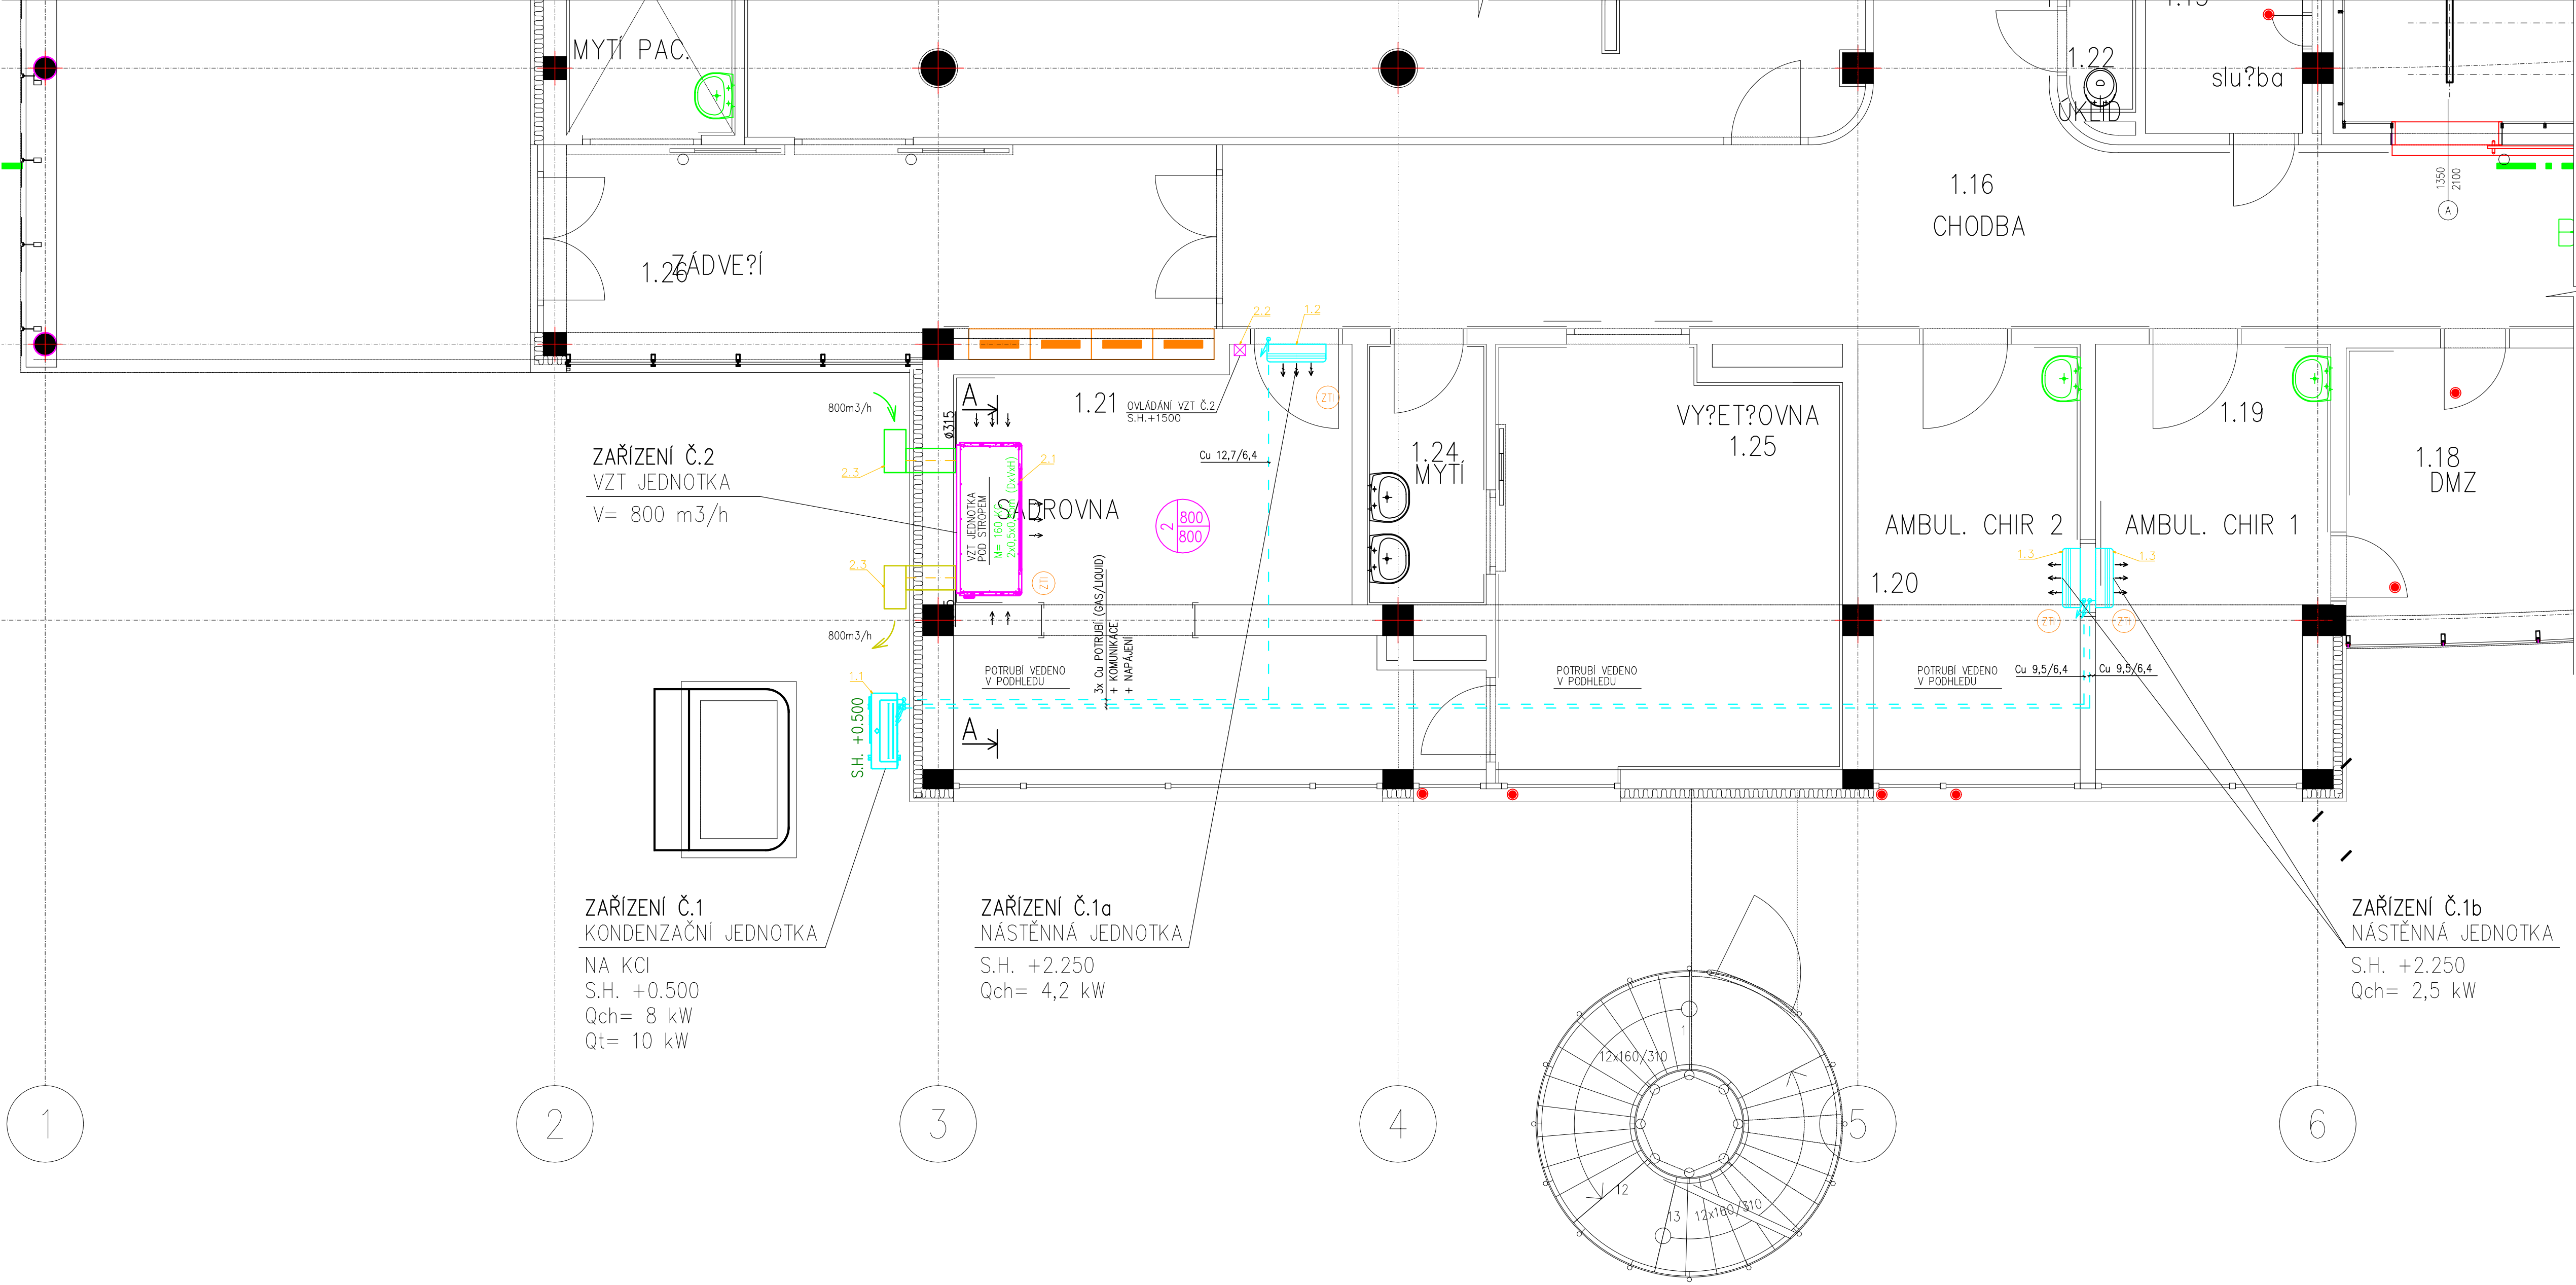 MYTÍ PAC.
1.22
ÚKLID
slu?ba
1350
2100
A
1.16
CHODBA
1.26
ZÁDVE?Í
2.2
1.2
800m3/h
ø315
A
1.21
OVLÁDÁNÍ VZT Č.2
S.H.+1500
ZTI
VY?ET?OVNA
1.25
1.19
ZAŘÍZENÍ Č.2
VZT JEDNOTKA
V= 800 m3/h
2.3
2.1
Cu 12,7/6,4
1.24
MYTÍ
1.18
DMZ
VZT JEDNOTKA
POD STROPEM
M= 160 KG
SÁDROVNA
2
800
800
AMBUL. CHIR 2
AMBUL. CHIR 1
1.3
1.3
2.3
ZTI
1.20
ZTI
ZTI
800m3/h
3x Cu POTRUBÍ (GAS/LIQUID)
+ KOMUNIKACE
+ NAPÁJENÍ
POTRUBÍ VEDENO
V PODHLEDU
POTRUBÍ VEDENO
V PODHLEDU
POTRUBÍ VEDENO
V PODHLEDU
Cu 9,5/6,4
Cu 9,5/6,4
1.1
S.H. +0.500
A
ZAŘÍZENÍ Č.1
KONDENZAČNÍ JEDNOTKA
NA KCI
S.H. +0.500
Qch= 8 kW
Qt= 10 kW
ZAŘÍZENÍ Č.1a
NÁSTĚNNÁ JEDNOTKA
S.H. +2.250
Qch= 4,2 kW
ZAŘÍZENÍ Č.1b
NÁSTĚNNÁ JEDNOTKA
S.H. +2.250
Qch= 2,5 kW
1
12x160/310
12
13
12x160/310
1
2
3
4
5
6